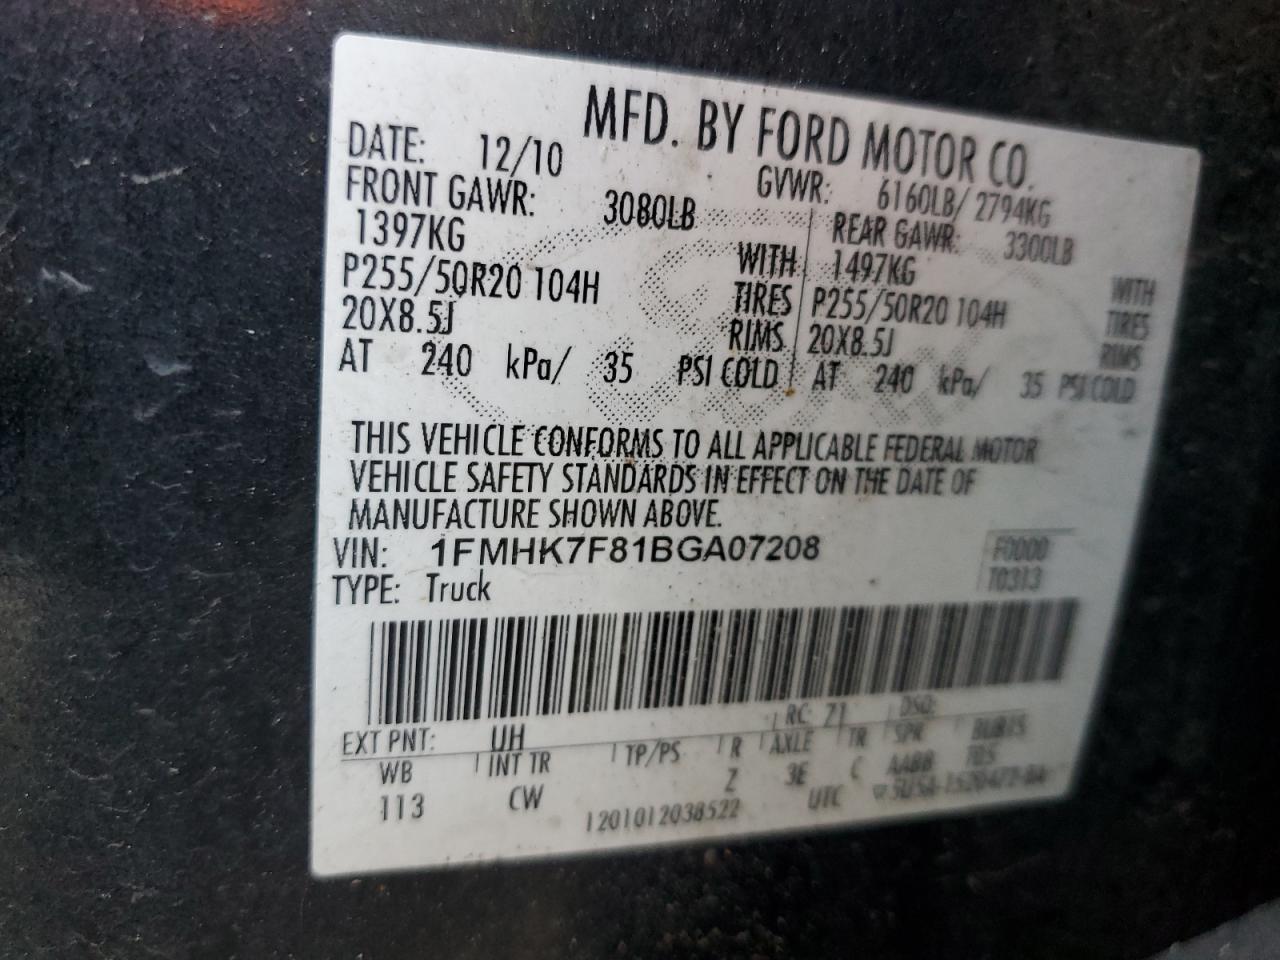 MFD. BY FORD MOTOR CO.
DATE: 12/10 GVWR: 6160LB/ 2794KG
FRONT GAWR: 3080LB REAR GAWR: 3300LB
1397KG WITH 1497KG WITH
P255/50R20 104H TIRES P255/50R20 104H TIRES
20X8.5J RIMS 20X8.5J RIMS
AT 240 kPa/ 35 PSI COLD AT 240 kPa/ 35 PSI COLD
THIS VEHICLE CONFORMS TO ALL APPLICABLE FEDERAL MOTOR
VEHICLE SAFETY STANDARDS IN EFFECT ON THE DATE OF
MANUFACTURE SHOWN ABOVE.
VIN: 1FMHK7F81BGA07208 F0000
TYPE: Truck T0313
EXT PNT: UH RC: 71 DSO:
WB INT TR TP/PS R AXLE TR SPR
113 CW Z 3E C AABB
1201012038522 UTC